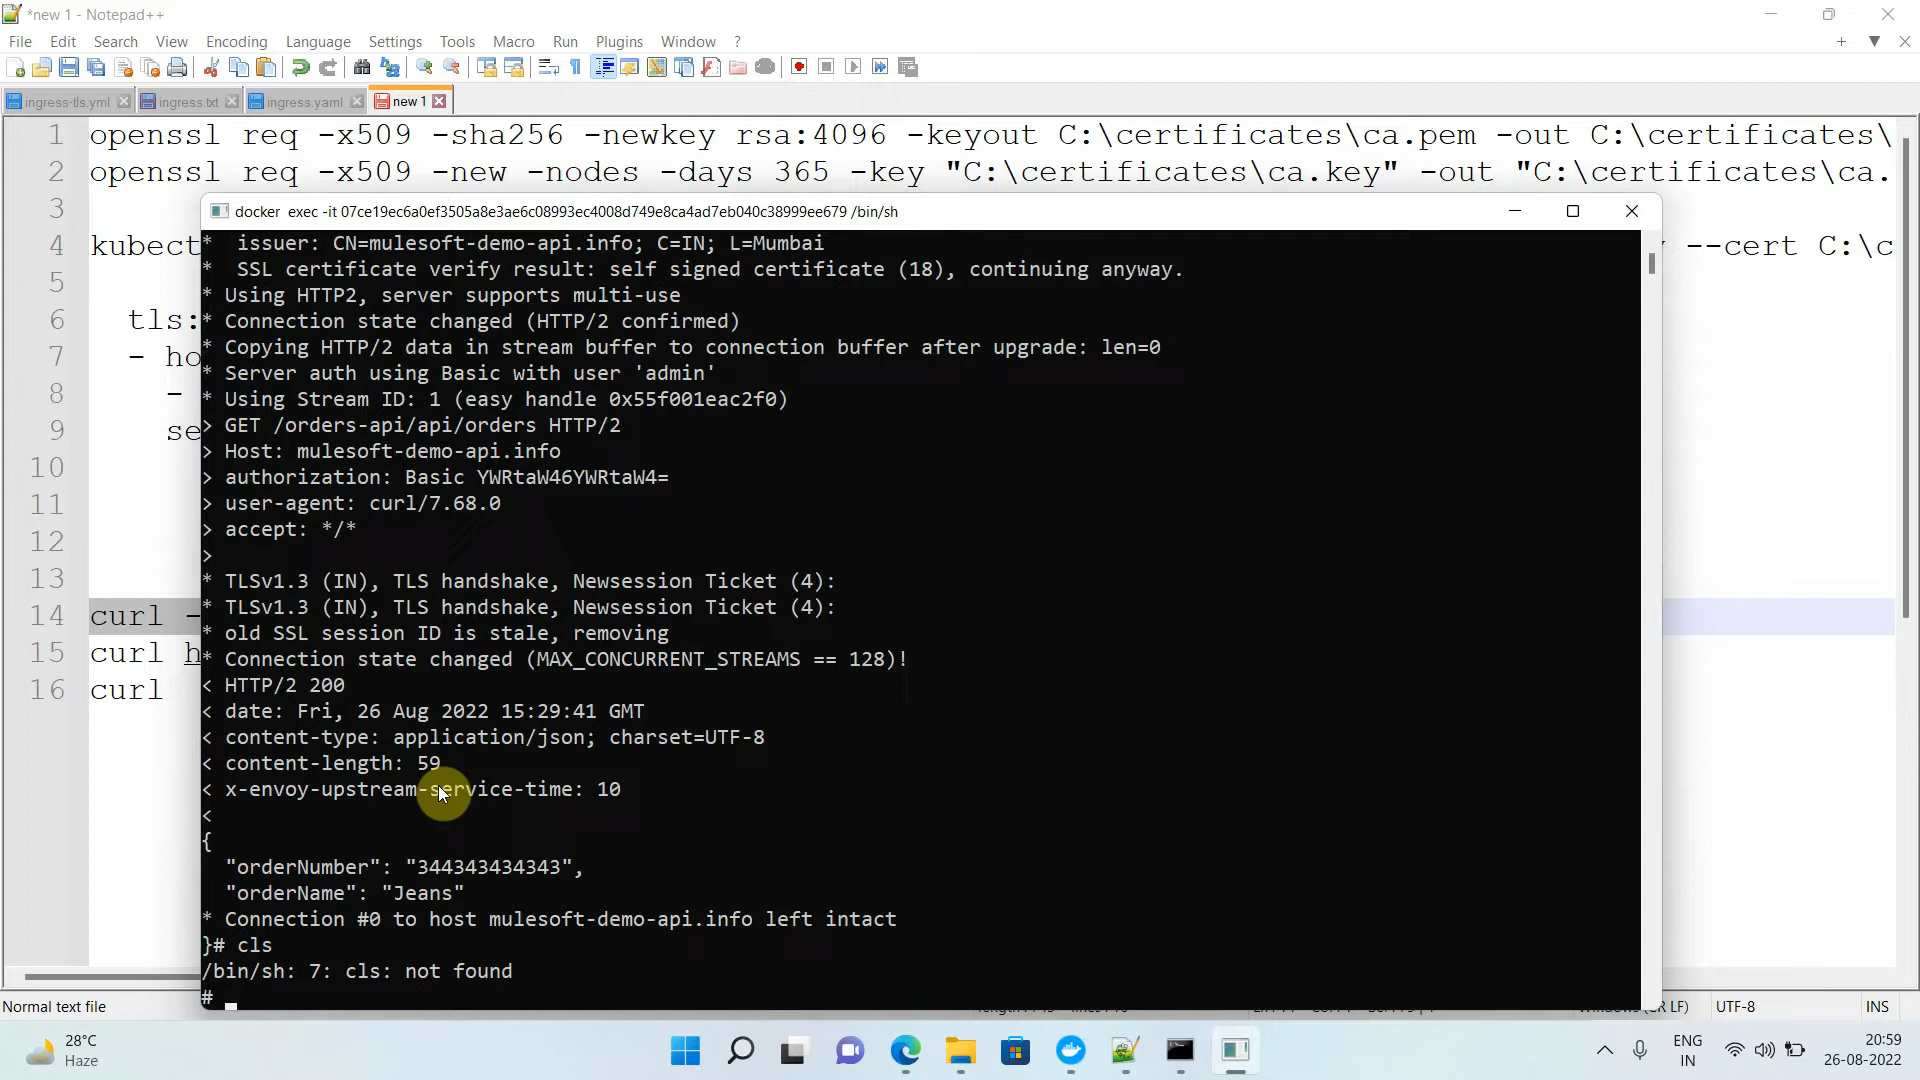 *new 1 - Notepad++
File Edit Search View Encoding Language Settings Tools Macro Run Plugins Window ?
ingress-tls.yml ingress.txt ingress.yaml new 1
1 openssl req -x509 -sha256 -newkey rsa:4096 -keyout C:\certificates\ca.pem -out C:\certificates\
2 openssl req -x509 -new -nodes -days 365 -key "C:\certificates\ca.key" -out "C:\certificates\ca.
3
docker exec -it 07ce19ec6a0ef3505a8e3ae6c08993ec4008d749e8ca4ad7eb040c38999ee679 /bin/sh
4 kubect --cert C:\c
5
6 tls:
7 - ho
8 -
9 se
10
11
12
13
14 curl -
15 curl h
16 curl
* issuer: CN=mulesoft-demo-api.info; C=IN; L=Mumbai
* SSL certificate verify result: self signed certificate (18), continuing anyway.
* Using HTTP2, server supports multi-use
* Connection state changed (HTTP/2 confirmed)
* Copying HTTP/2 data in stream buffer to connection buffer after upgrade: len=0
* Server auth using Basic with user 'admin'
* Using Stream ID: 1 (easy handle 0x55f001eac2f0)
> GET /orders-api/api/orders HTTP/2
> Host: mulesoft-demo-api.info
> authorization: Basic YWRtaW46YWRtaW4=
> user-agent: curl/7.68.0
> accept: */*
>
* TLSv1.3 (IN), TLS handshake, Newsession Ticket (4):
* TLSv1.3 (IN), TLS handshake, Newsession Ticket (4):
* old SSL session ID is stale, removing
* Connection state changed (MAX_CONCURRENT_STREAMS == 128)!
< HTTP/2 200
< date: Fri, 26 Aug 2022 15:29:41 GMT
< content-type: application/json; charset=UTF-8
< content-length: 59
< x-envoy-upstream-service-time: 10
<
{
"orderNumber": "344343434343",
"orderName": "Jeans"
* Connection #0 to host mulesoft-demo-api.info left intact
}# cls
/bin/sh: 7: cls: not found
#
Normal text file UTF-8 INS
28°C
Haze
ENG
IN
20:59
26-08-2022